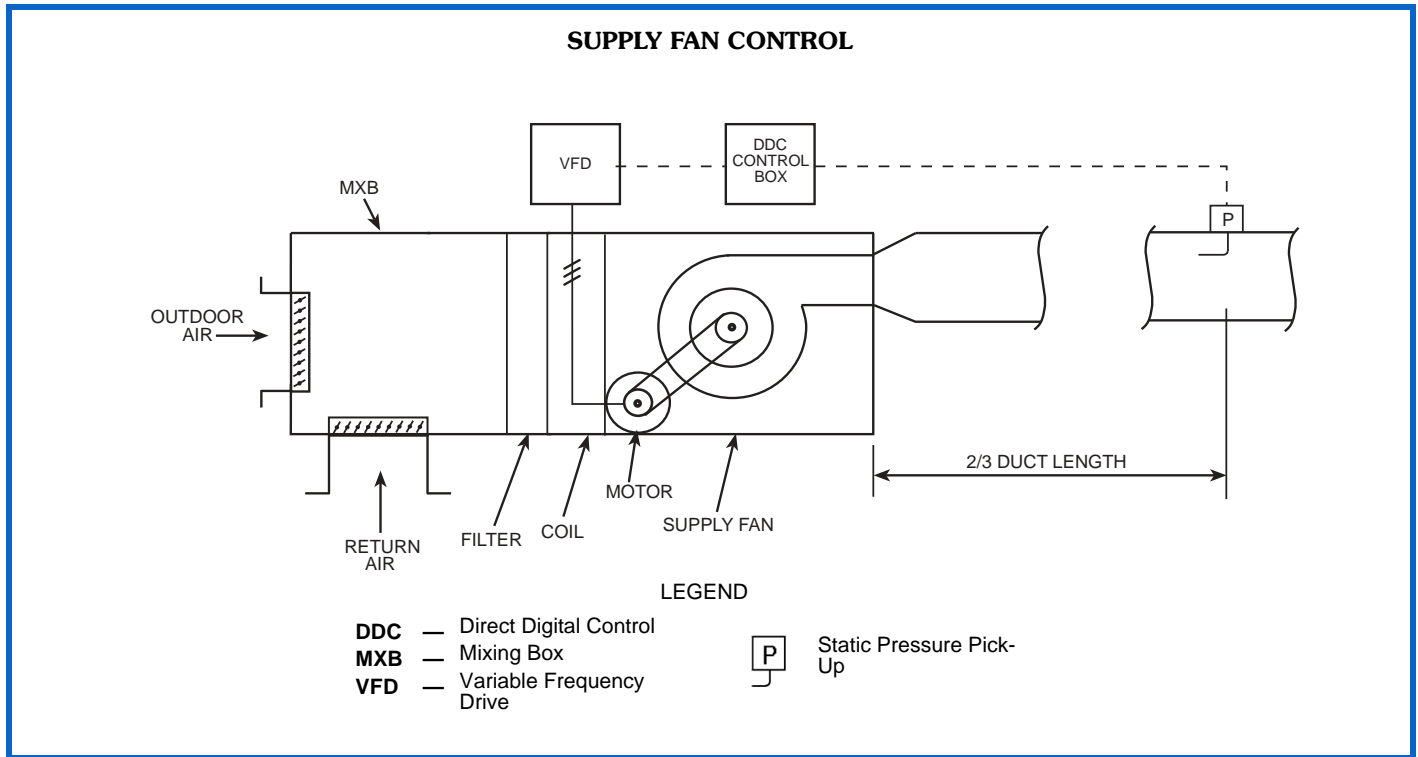 SUPPLY FAN CONTROL
VFD
DDC
CONTROL
BOX
MXB
P
OUTDOOR
AIR
2/3 DUCT LENGTH
MOTOR
SUPPLY FAN
COIL
FILTER
RETURN
AIR
LEGEND
DDC — Direct Digital Control
MXB — Mixing Box
VFD — Variable Frequency
Drive
P Static Pressure Pick-
Up